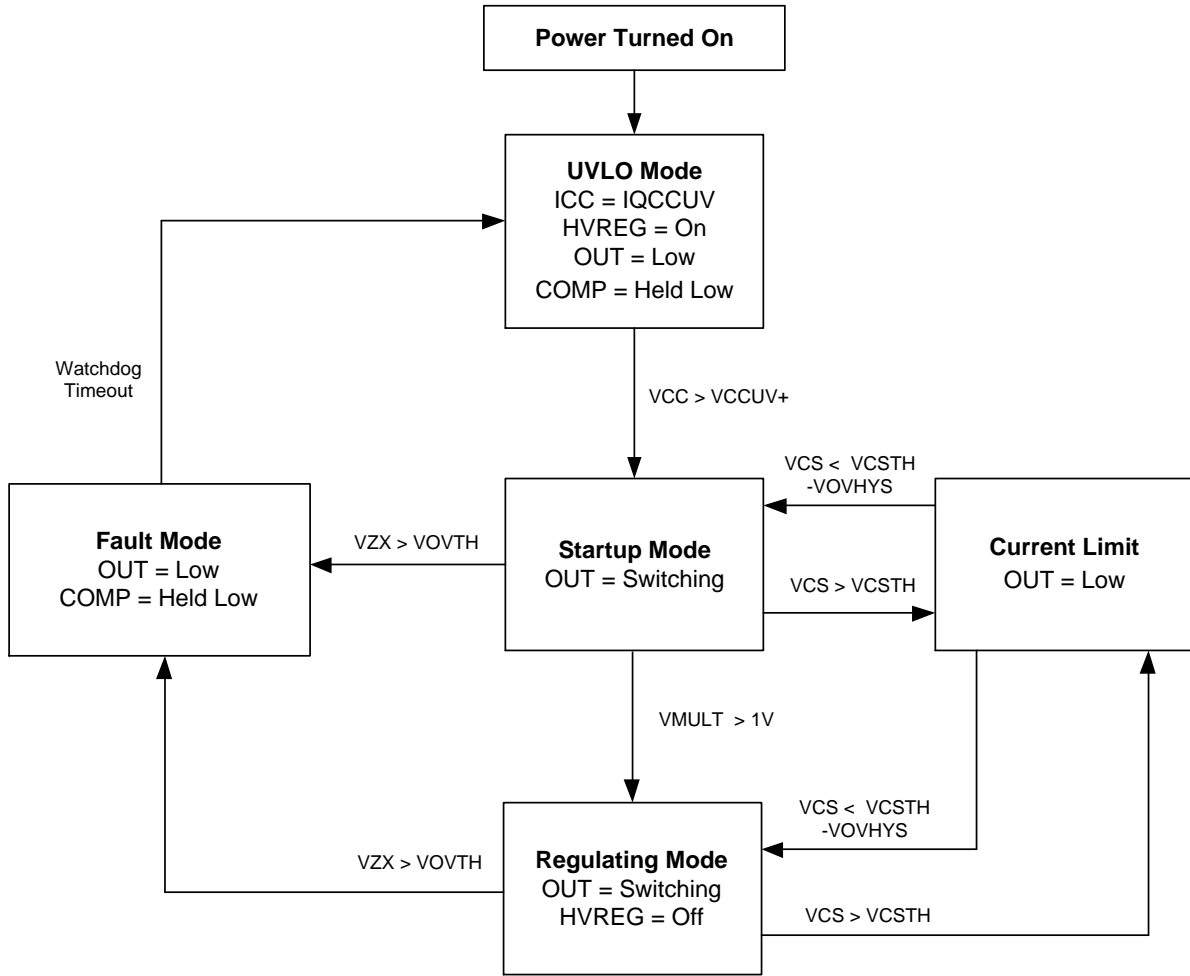 Power Turned On
UVLO Mode
ICC = IQCCUV
HVREG = On
OUT = Low
COMP = Held Low
Watchdog
Timeout
VCC > VCCUV+
VCS < VCSTH
-VOVHYS
Fault Mode
OUT = Low
COMP = Held Low
VZX > VOVTH
Startup Mode
OUT = Switching
VCS > VCSTH
Current Limit
OUT = Low
VMULT > 1V
VCS < VCSTH
-VOVHYS
VZX > VOVTH
Regulating Mode
OUT = Switching
HVREG = Off
VCS > VCSTH